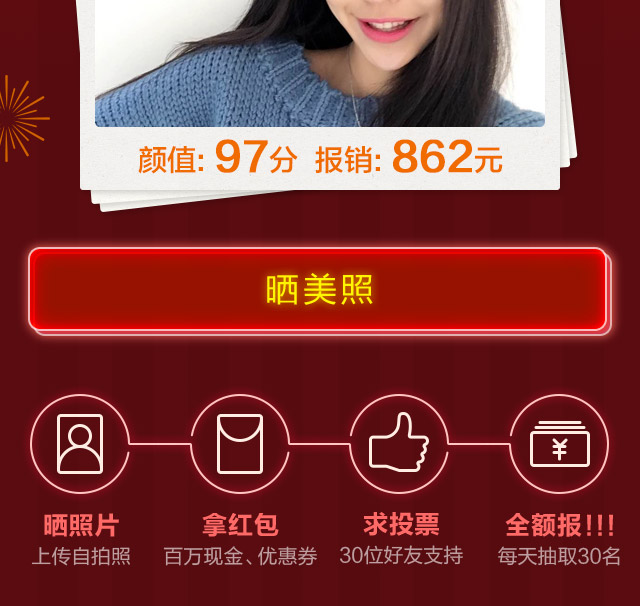 颜值: 97分 报销: 862元
晒美照
¥
晒照片 拿红包 求投票 全额报!!!
上传自拍照 百万现金、优惠券 30位好友支持 每天抽取30名